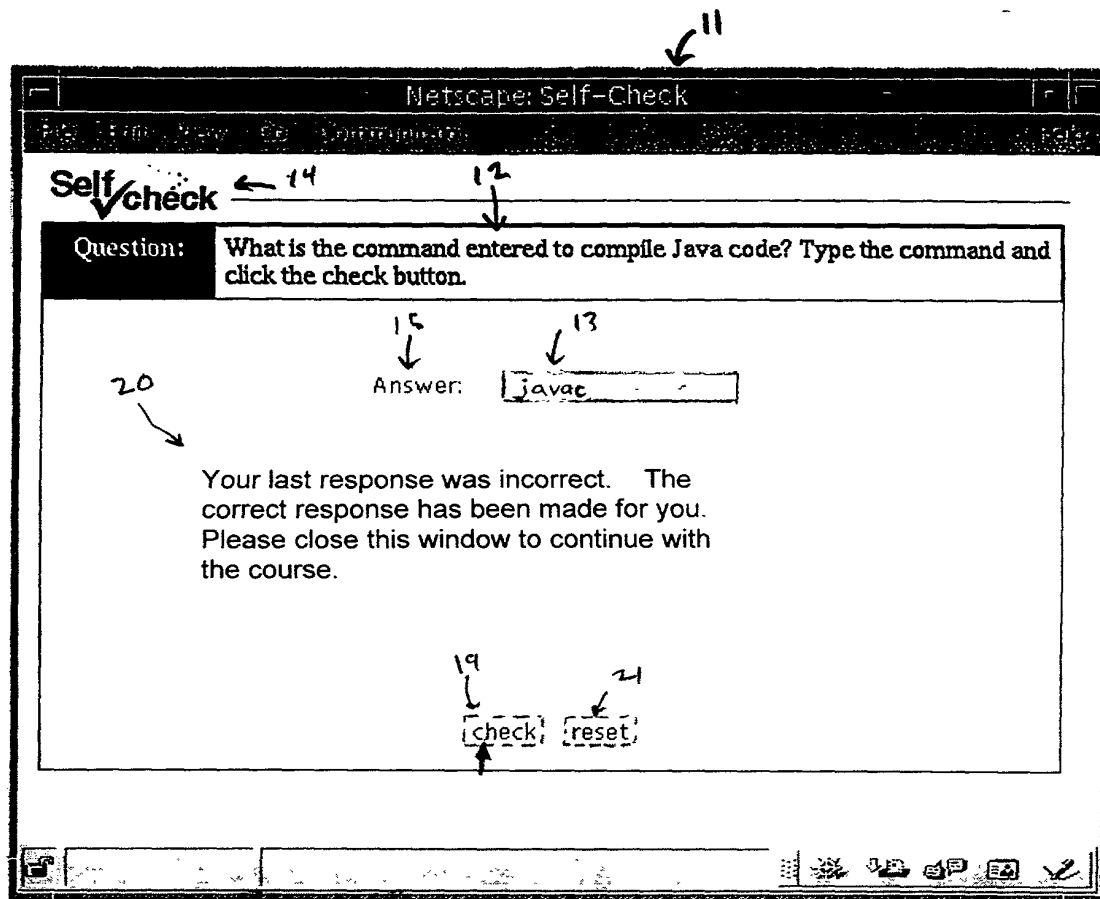 11
Netscape: Self-Check
Self check
14
12
Question:
What is the command entered to compile Java code? Type the command and
click the check button.
15
13
Answer:
javac
20
Your last response was incorrect. The
correct response has been made for you.
Please close this window to continue with
the course.
19
21
check
reset